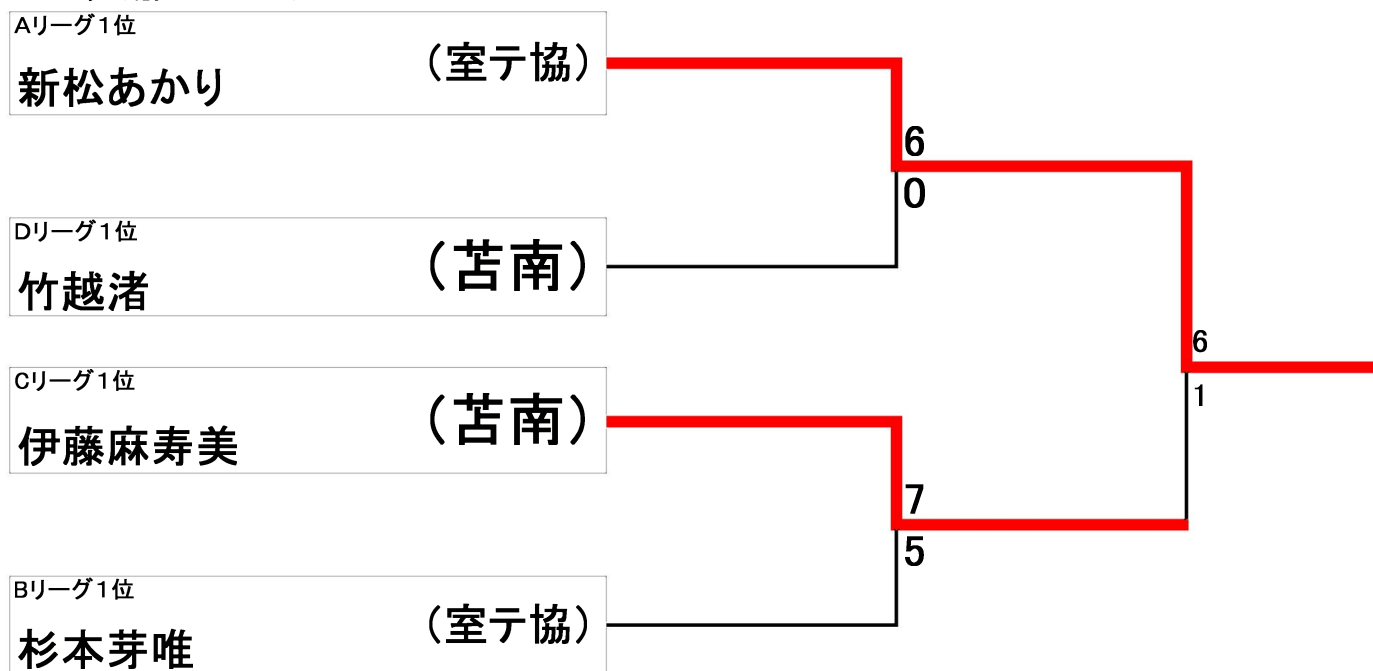 Aリーグ1位
新松あかり
(室テ協)
6
0
Dリーグ1位
竹越渚
(苫南)
6
1
Cリーグ1位
伊藤麻寿美
(苫南)
7
5
Bリーグ1位
杉本芽唯
(室テ協)